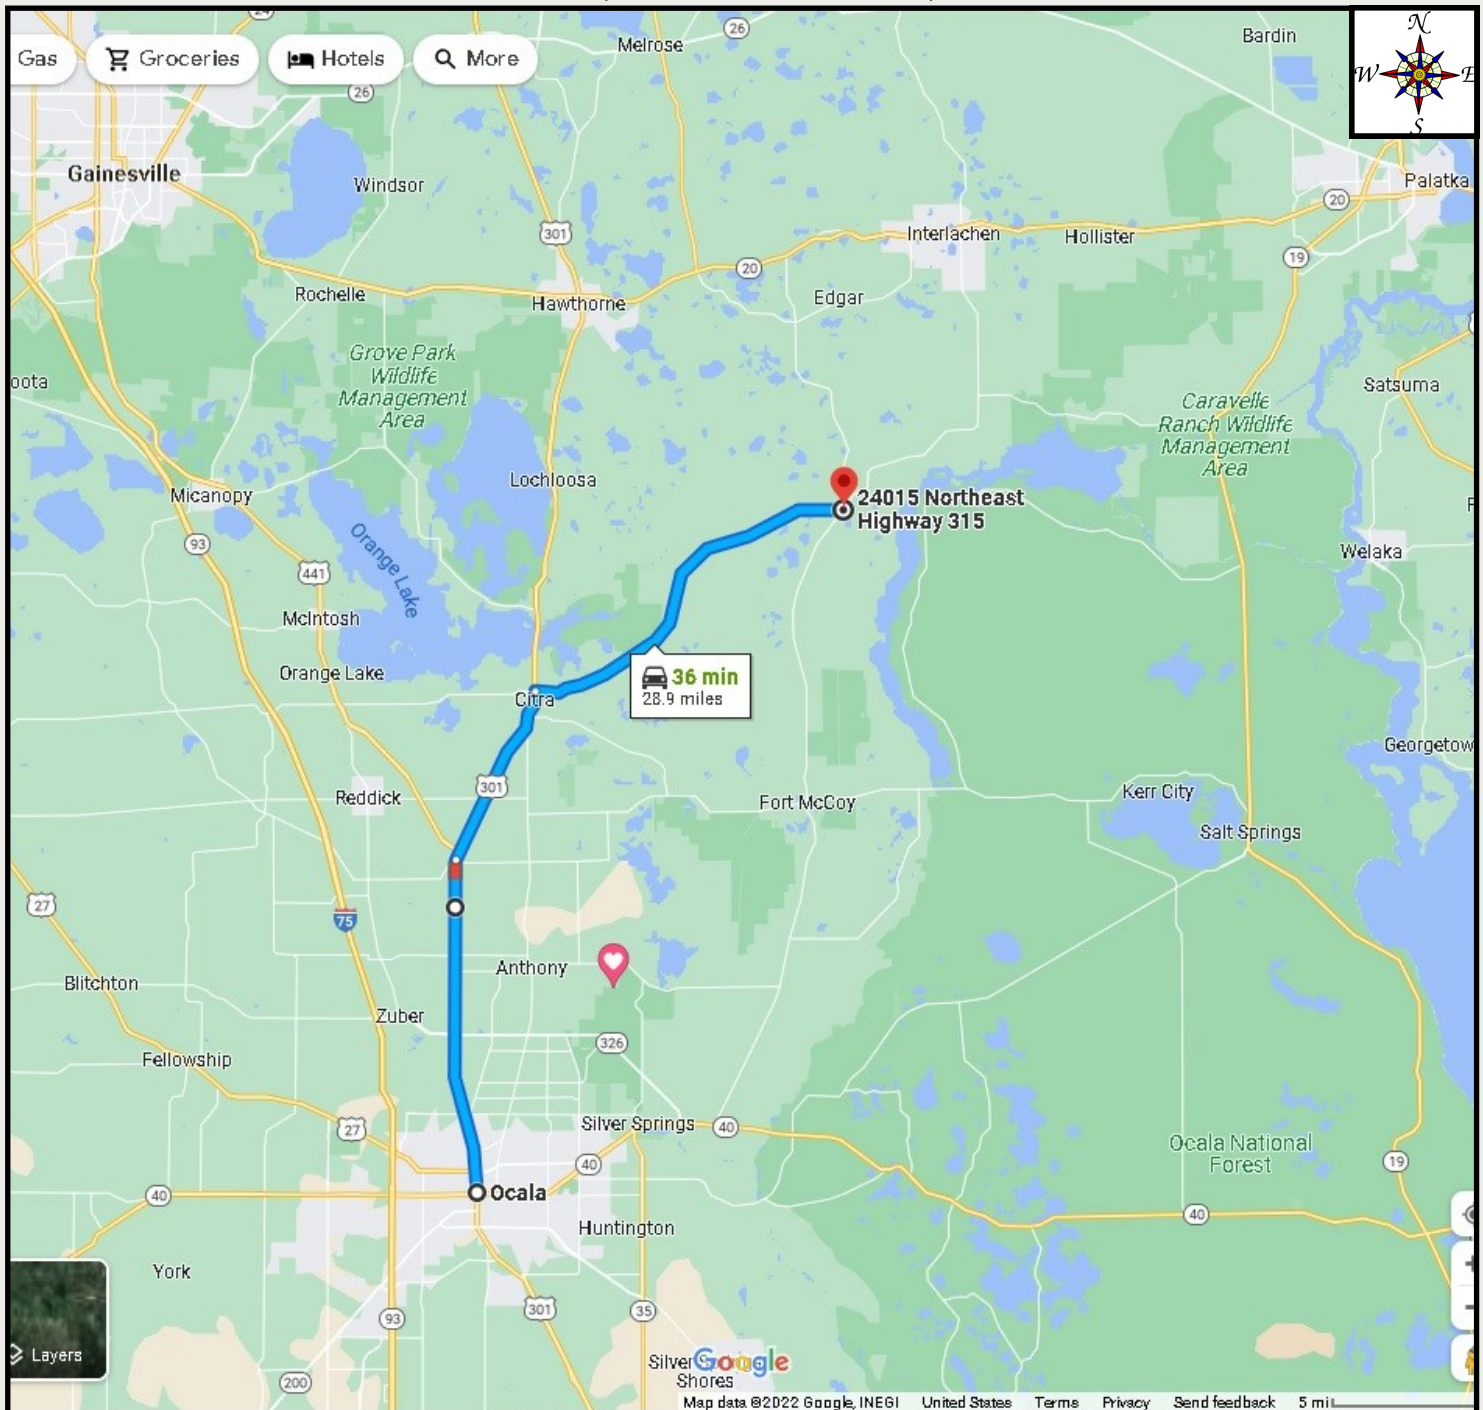 24
Gas
Groceries
Hotels
More
Melrose
26
Bardin
N
W
E
S
26
Gainesville
Windsor
Palatka
20
301
Interlachen
Hollister
20
19
Rochelle
Hawthorne
Edgar
Grove Park
Wildlife
Management
Area
oota
Satsuma
Caravelle
Ranch Wildlife
Management
Area
Lochloosa
Micanopy
24015 Northeast
Highway 315
93
Orange Lake
441
Welaka
McIntosh
Orange Lake
36 min
28.9 miles
Citra
Georgetow
301
Reddick
Fort McCoy
Kerr City
Salt Springs
27
75
Anthony
Blitchton
Zuber
326
Fellowship
27
Silver Springs
40
Ocala National
Forest
40
19
40
Ocala
40
Huntington
York
301
35
93
Layers
Silver S
Google
Shores
200
Map data ©2022 Google, INEGI United States Terms Privacy Send feedback 5 mi